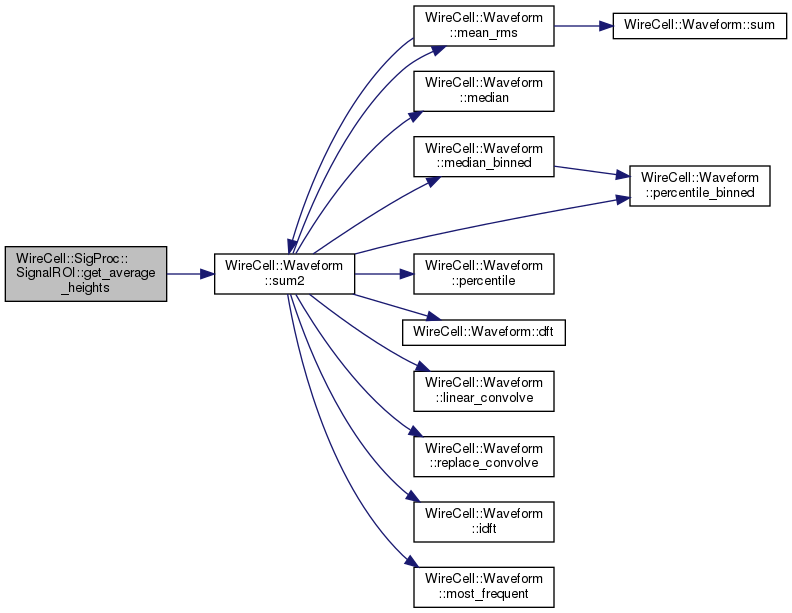 WireCell::Waveform
::mean_rms
WireCell::Waveform::sum
WireCell::Waveform
::median
WireCell::Waveform
::median_binned
WireCell::Waveform
::percentile_binned
WireCell::SigProc::
SignalROI::get_average
_heights
WireCell::Waveform
::sum2
WireCell::Waveform
::percentile
WireCell::Waveform::dft
WireCell::Waveform
::linear_convolve
WireCell::Waveform
::replace_convolve
WireCell::Waveform
::idft
WireCell::Waveform
::most_frequent